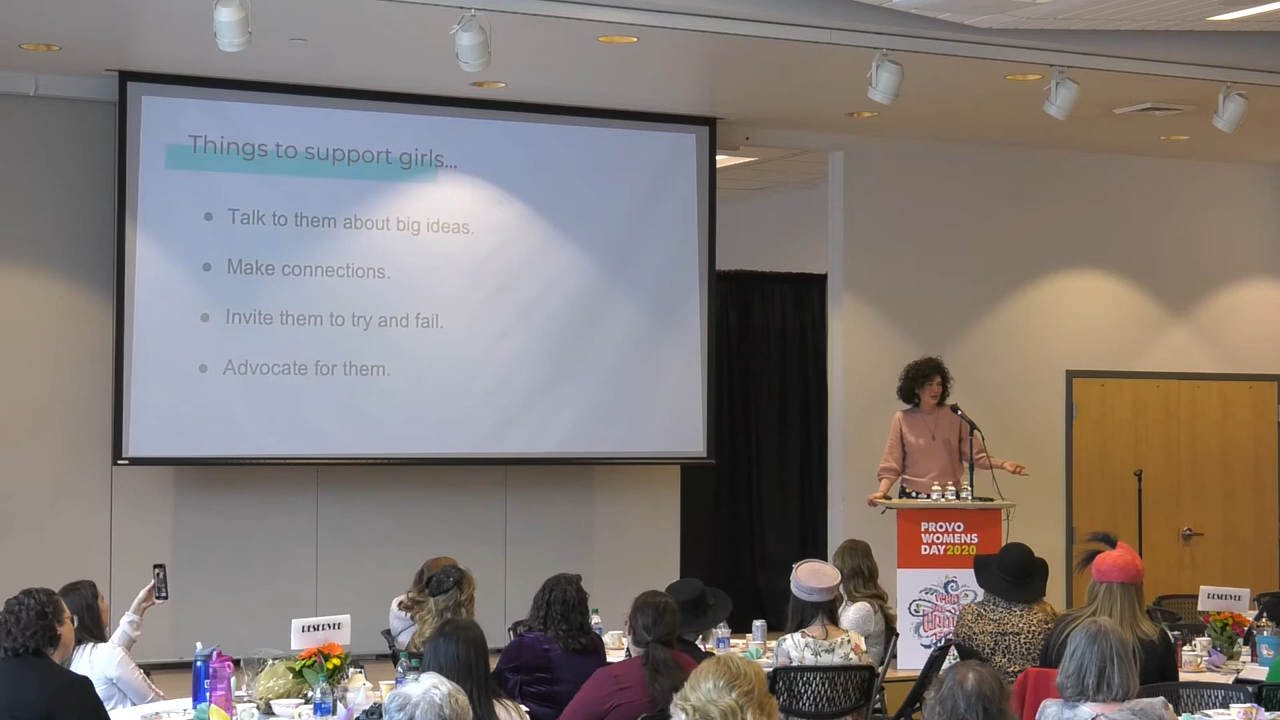 Things to support girls...
Talk to them about big ideas.
Make connections.
Invite them to try and fail.
Advocate for them.
PROVO
WOMENS
DAY2020
RESERVED
RESERVED